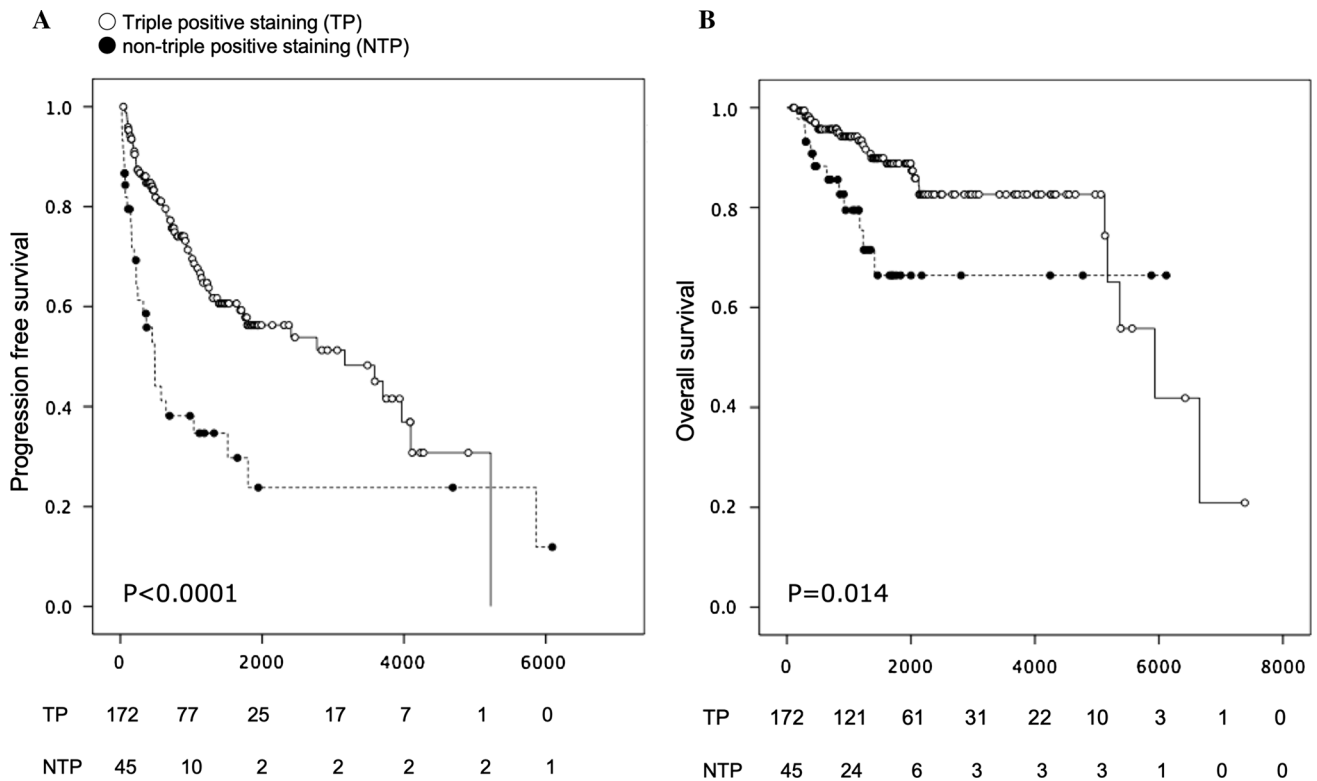 A
Triple positive staining (TP)
non-triple positive staining (NTP)
Progression free survival
1.0
0.8
0.6
0.4
0.2
0.0
P<0.0001
0 2000 4000 6000
TP 172 77 25 17 7 1 0
NTP 45 10 2 2 2 2 1
B
Overall survival
1.0
0.8
0.6
0.4
0.2
0.0
P=0.014
0 2000 4000 6000 8000
TP 172 121 61 31 22 10 3 1 0
NTP 45 24 6 3 3 3 1 0 0